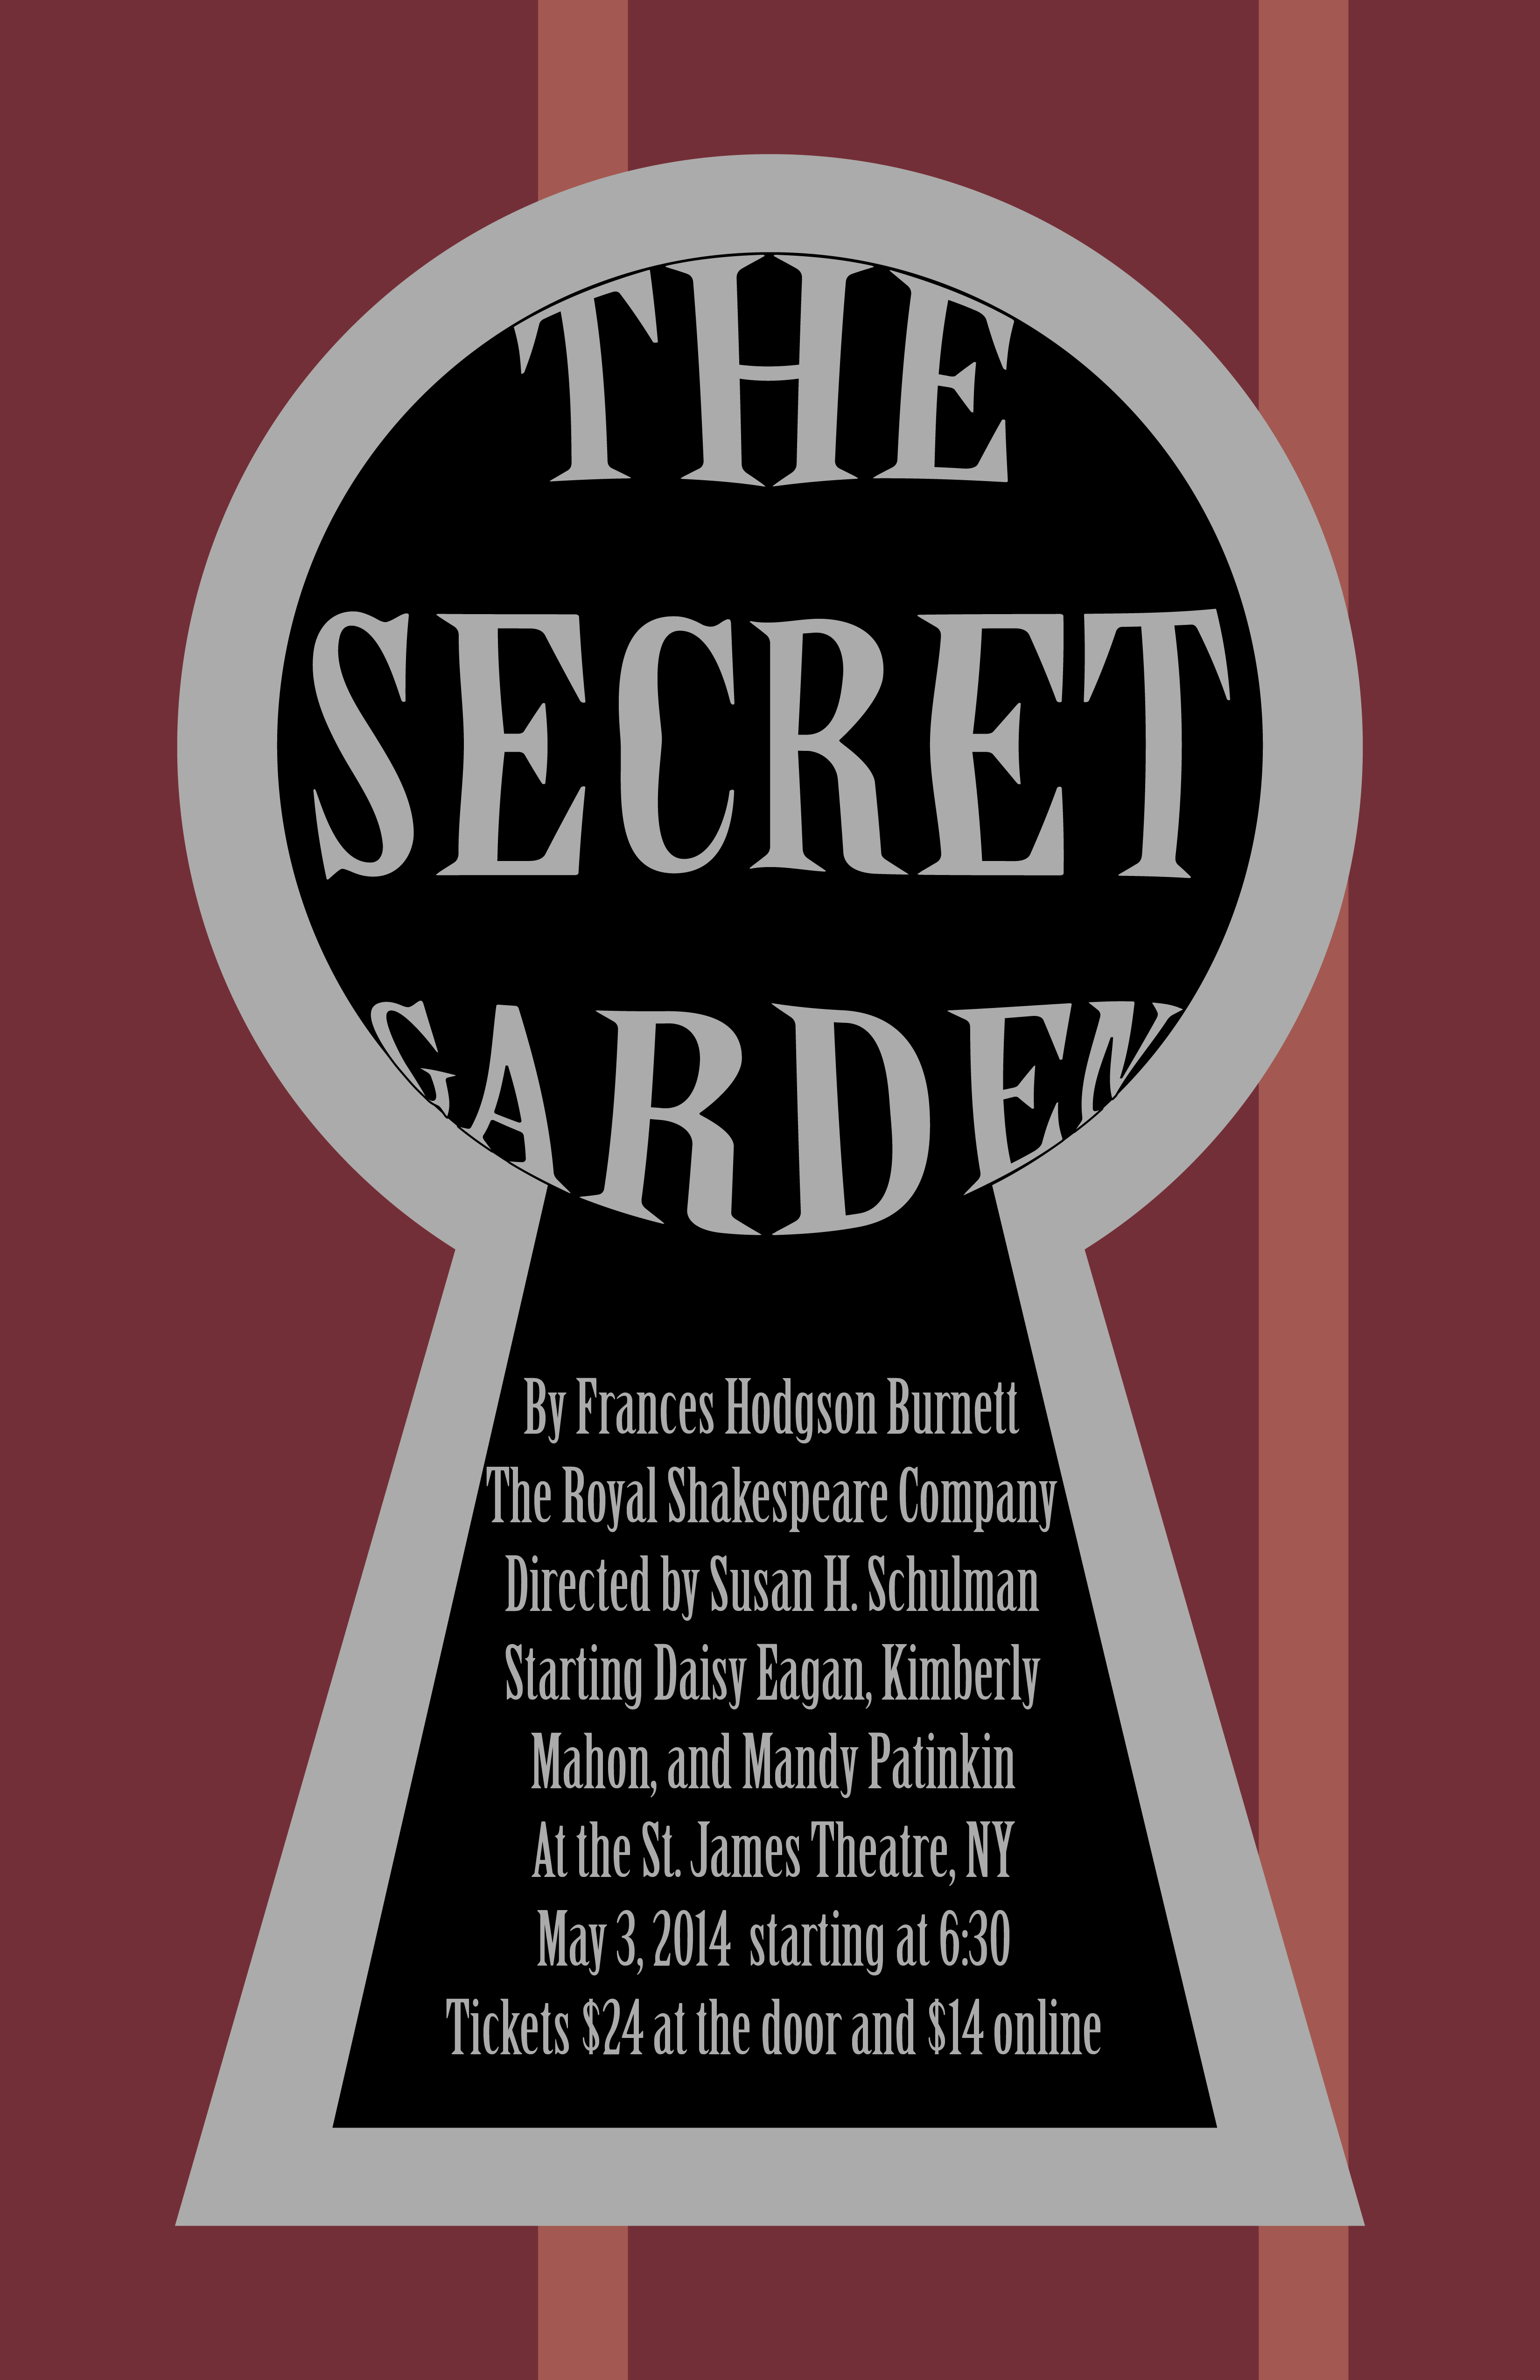 THE
SECRET
GARDEN
By Frances Hodgson Burnett
The Royal Shakespeare Company
Directed by Susan H. Schulman
Starting Daisy Eagan, Kimberly
Mahon, and Mandy Patinkin
At the St. James Theatre, NY
May 3, 2014 starting at 6:30
Tickets $24 at the door and $14 online